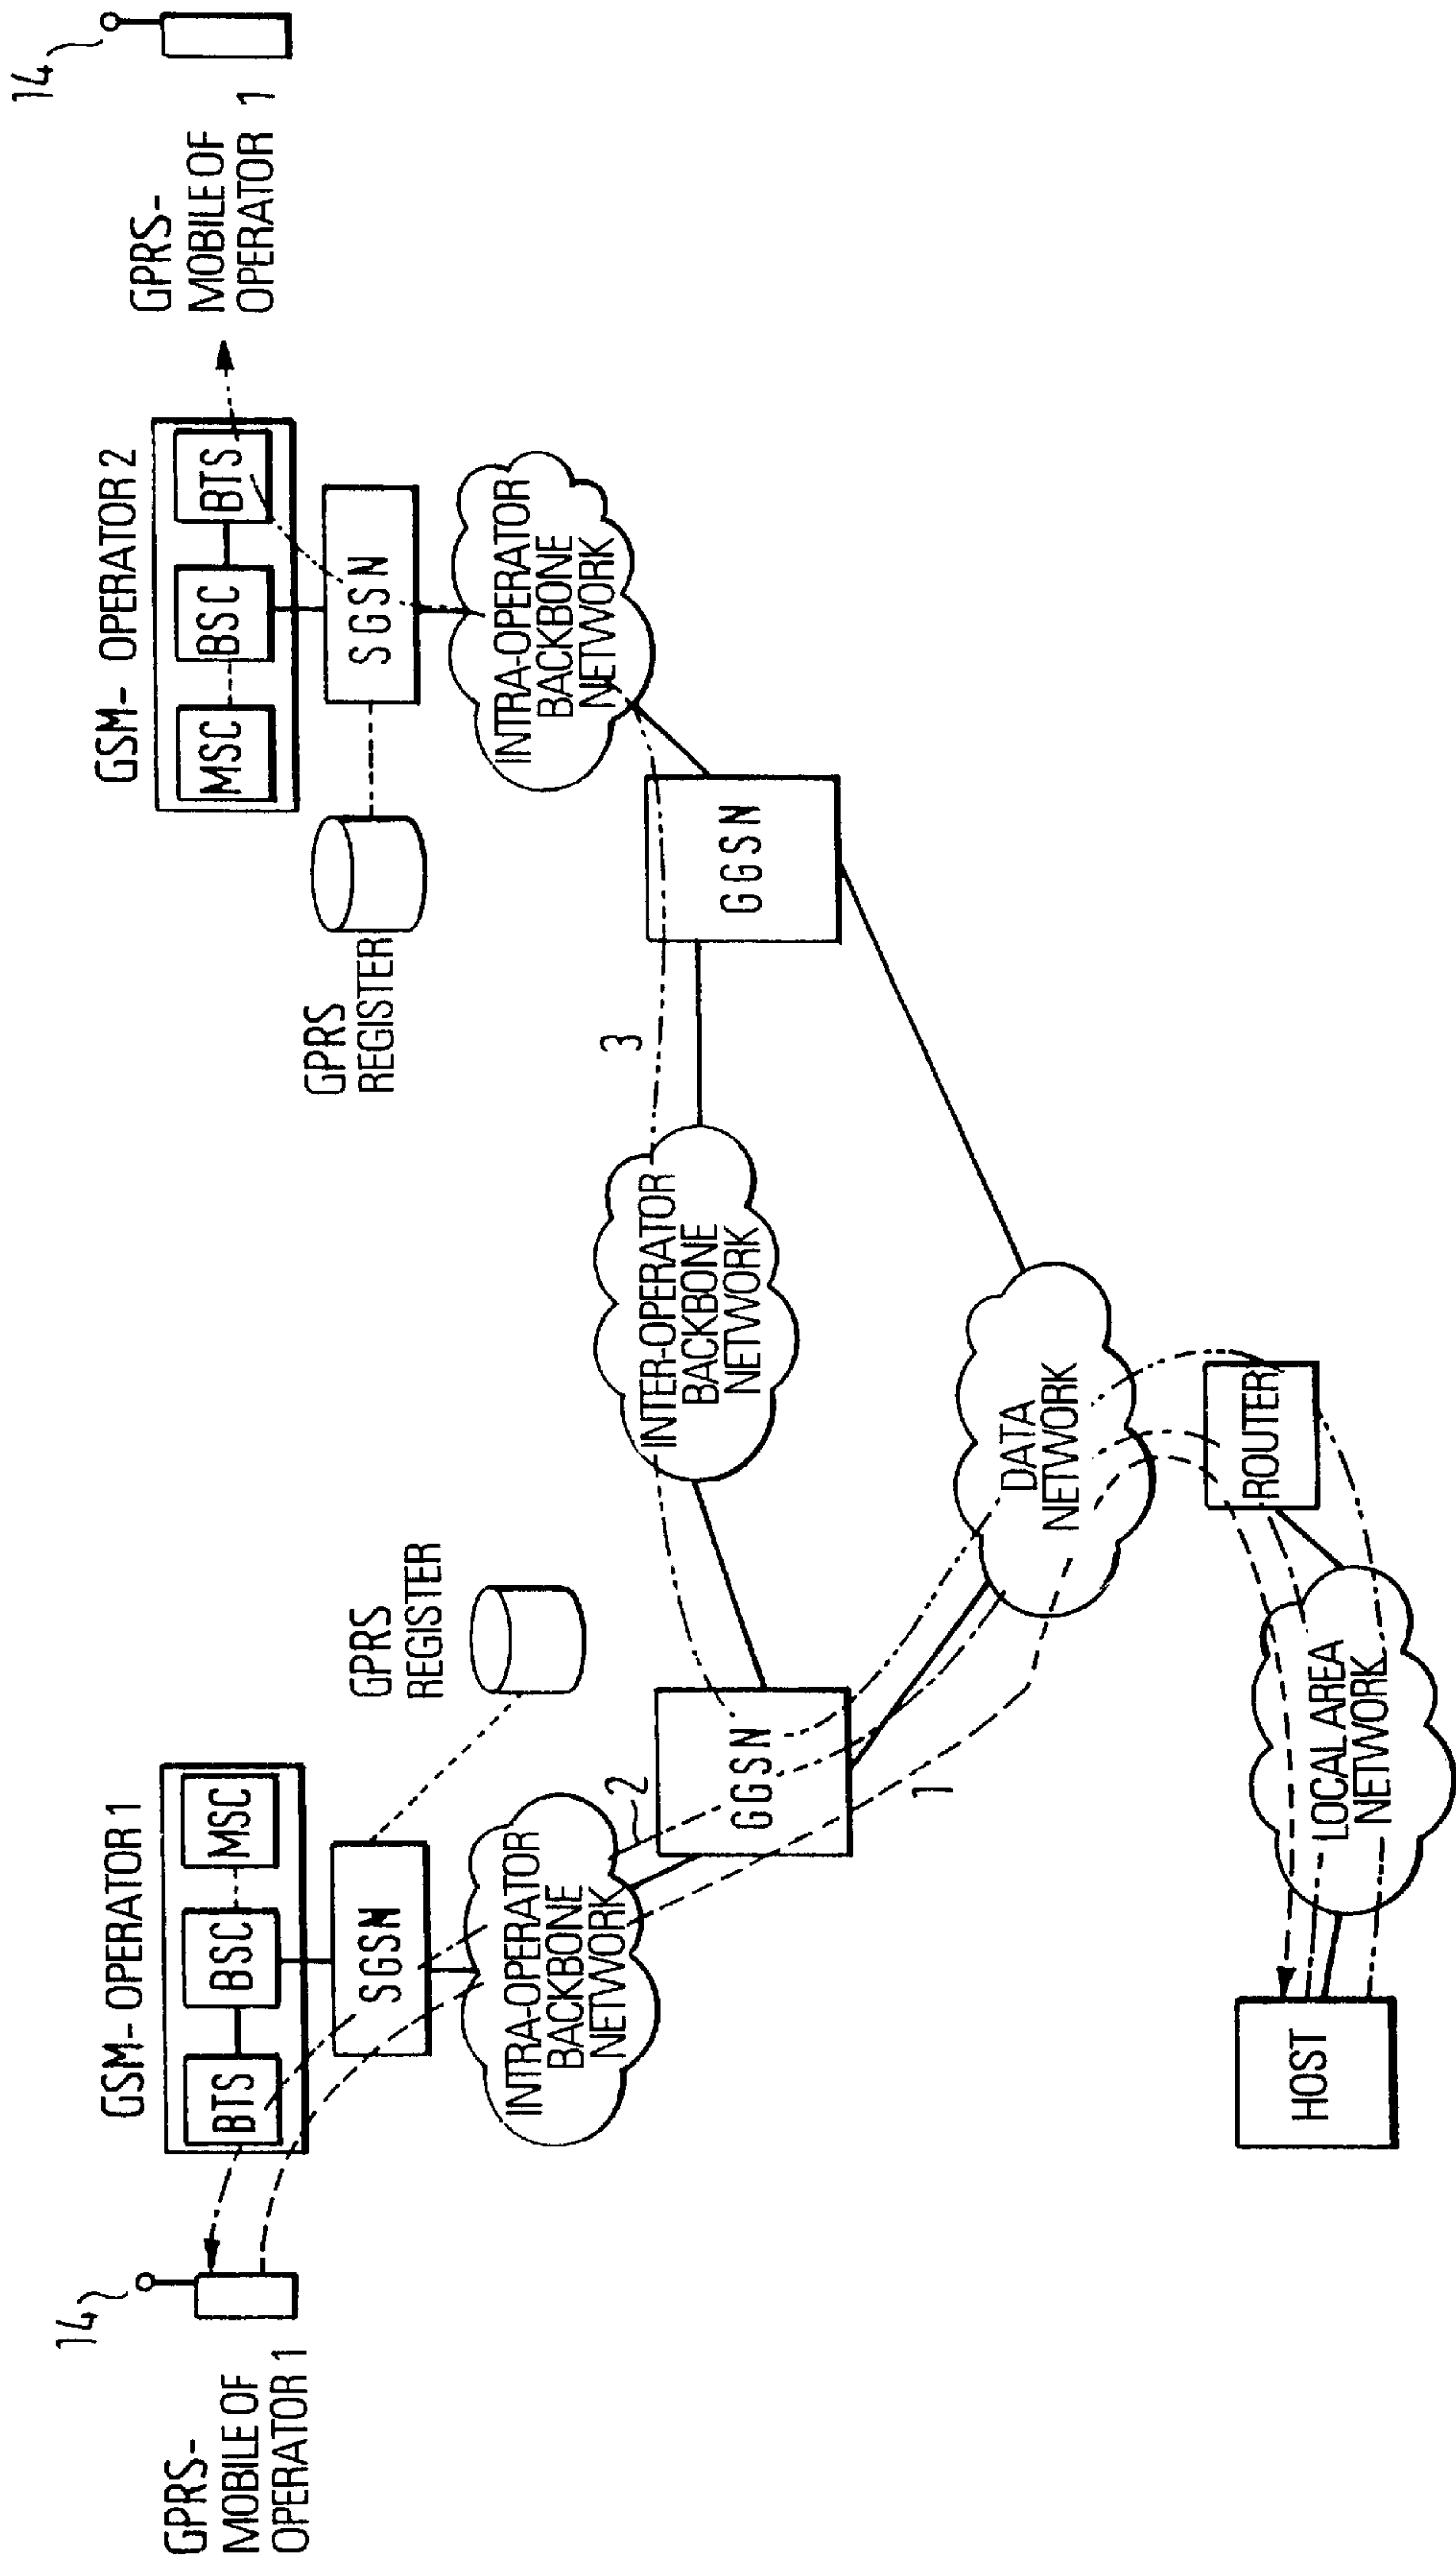 14
GPRS-
MOBILE OF
OPERATOR 1
GSM- OPERATOR 1
BTS
BSC
MSC
SGSN
GPRS
REGISTER
INTRA-OPERATOR
BACKBONE
NETWORK
2
GGSN
1
INTER-OPERATOR
BACKBONE
NETWORK
3
GSM- OPERATOR 2
MSC
BSC
BTS
SGSN
GPRS
REGISTER
INTRA-OPERATOR
BACKBONE
NETWORK
GGSN
14
GPRS-
MOBILE OF
OPERATOR 1
DATA
NETWORK
ROUTER
LOCAL AREA
NETWORK
HOST